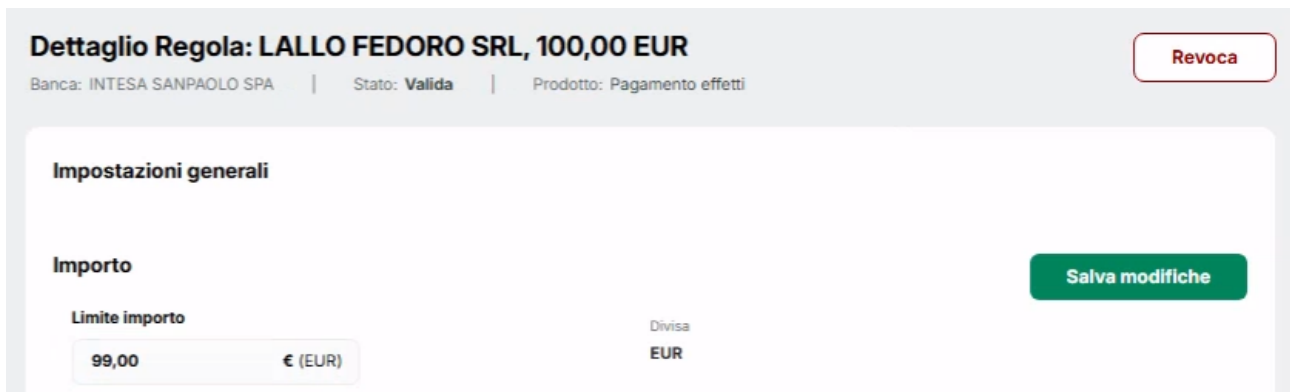 Dettaglio Regola: LALLO FEDORO SRL, 100,00 EUR
Revoca
Banca: INTESA SANPAOLO SPA | Stato: Valida | Prodotto: Pagamento effetti
Impostazioni generali
Importo
Salva modifiche
Limite importo
Divisa
99,00 € (EUR)
EUR